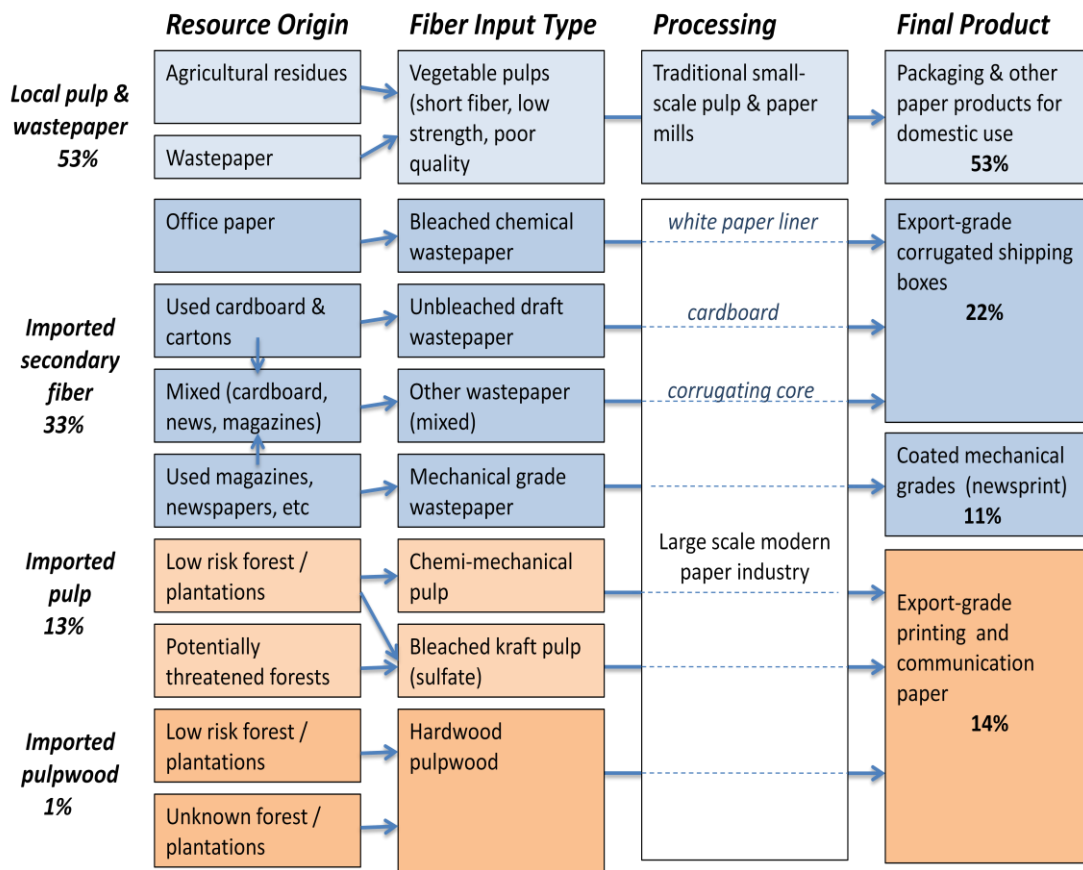 Resource Origin
Fiber Input Type
Processing
Final Product
Local pulp &
wastepaper
53%
Agricultural residues
Wastepaper
Vegetable pulps
(short fiber, low
strength, poor
quality
Traditional small-
scale pulp & paper
mills
Packaging & other
paper products for
domestic use
53%
Imported
secondary
fiber
33%
Office paper
Bleached chemical
wastepaper
white paper liner
Export-grade
corrugated shipping
boxes
22%
Used cardboard &
cartons
Unbleached draft
wastepaper
cardboard
Mixed (cardboard,
news, magazines)
Other wastepaper
(mixed)
corrugating core
Used magazines,
newspapers, etc
Mechanical grade
wastepaper
Coated mechanical
grades (newsprint)
11%
Large scale modern
paper industry
Imported
pulp
13%
Low risk forest /
plantations
Chemi-mechanical
pulp
Potentially
threatened forests
Bleached kraft pulp
(sulfate)
Export-grade
printing and
communication
paper
14%
Imported
pulpwood
1%
Low risk forest /
plantations
Hardwood
pulpwood
Unknown forest /
plantations